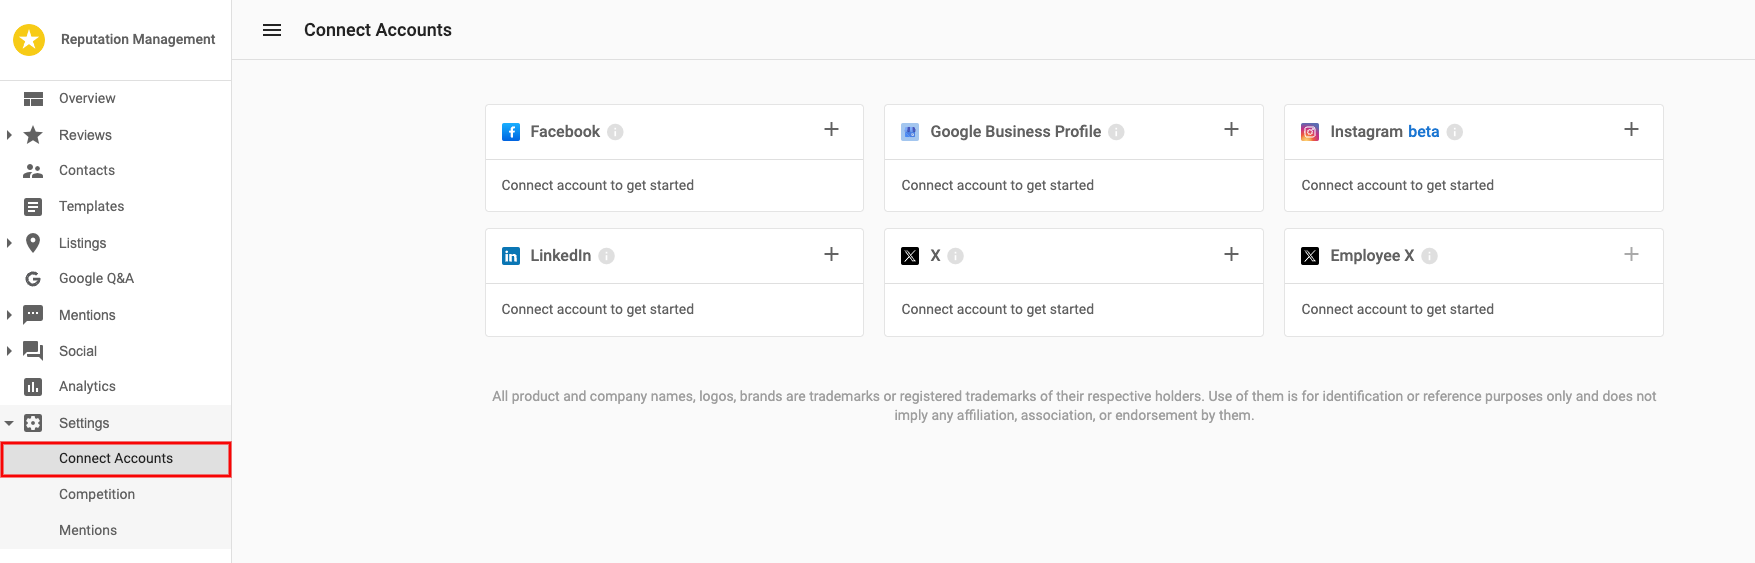 Reputation Management
Connect Accounts
Overview
Reviews
Contacts
Templates
Listings
Google Q&A
Mentions
Social
Analytics
Settings
Connect Accounts
Competition
Mentions
Facebook
Connect account to get started
Google Business Profile
Connect account to get started
Instagram beta
Connect account to get started
LinkedIn
Connect account to get started
X
Connect account to get started
Employee X
Connect account to get started
All product and company names, logos, brands are trademarks or registered trademarks of their respective holders. Use of them is for identification or reference purposes only and does not
imply any affiliation, association, or endorsement by them.